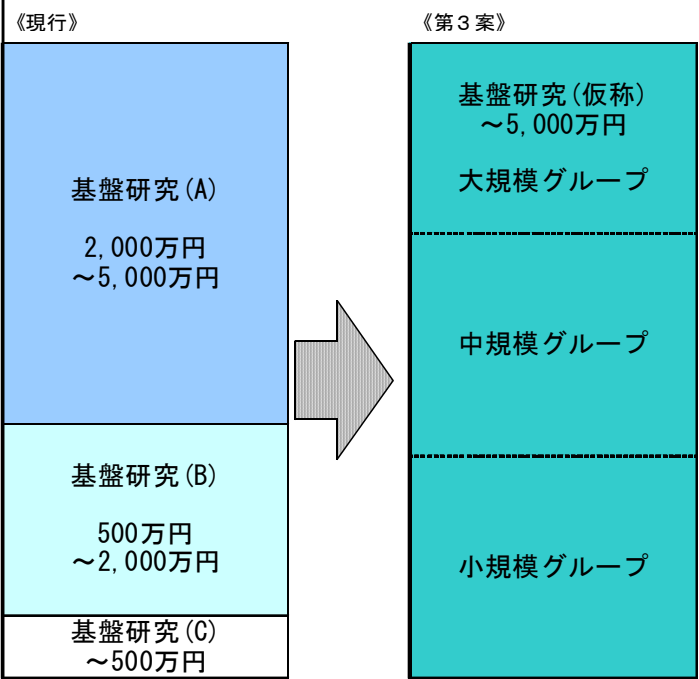 《現行》
基盤研究(A)
2,000万円
～5,000万円
基盤研究(B)
500万円
～2,000万円
基盤研究(C)
～500万円
《第３案》
基盤研究(仮称)
～5,000万円
大規模グループ
中規模グループ
小規模グループ